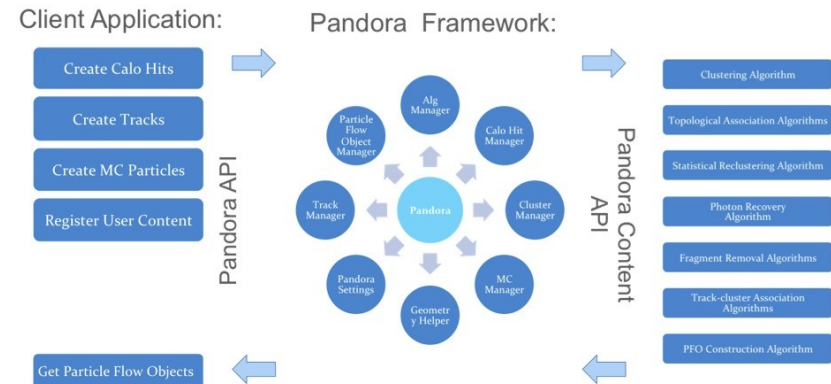 Client Application:
Create Calo Hits
Create Tracks
Create MC Particles
Register User Content
Get Particle Flow Objects
Pandora API
Pandora Framework:
Alg
Manager
Calo Hit
Manager
Cluster
Manager
MC
Manager
Geometr
y Helper
Pandora
Settings
Track
Manager
Particle
Flow
Object
Manager
Pandora
Pandora Content
API
Clustering Algorithm
Topological Association Algorithms
Statistical Reclustering Algorithm
Photon Recovery
Algorithm
Fragment Removal Algorithms
Track-cluster Association
Algorithms
PFO Construction Algorithm